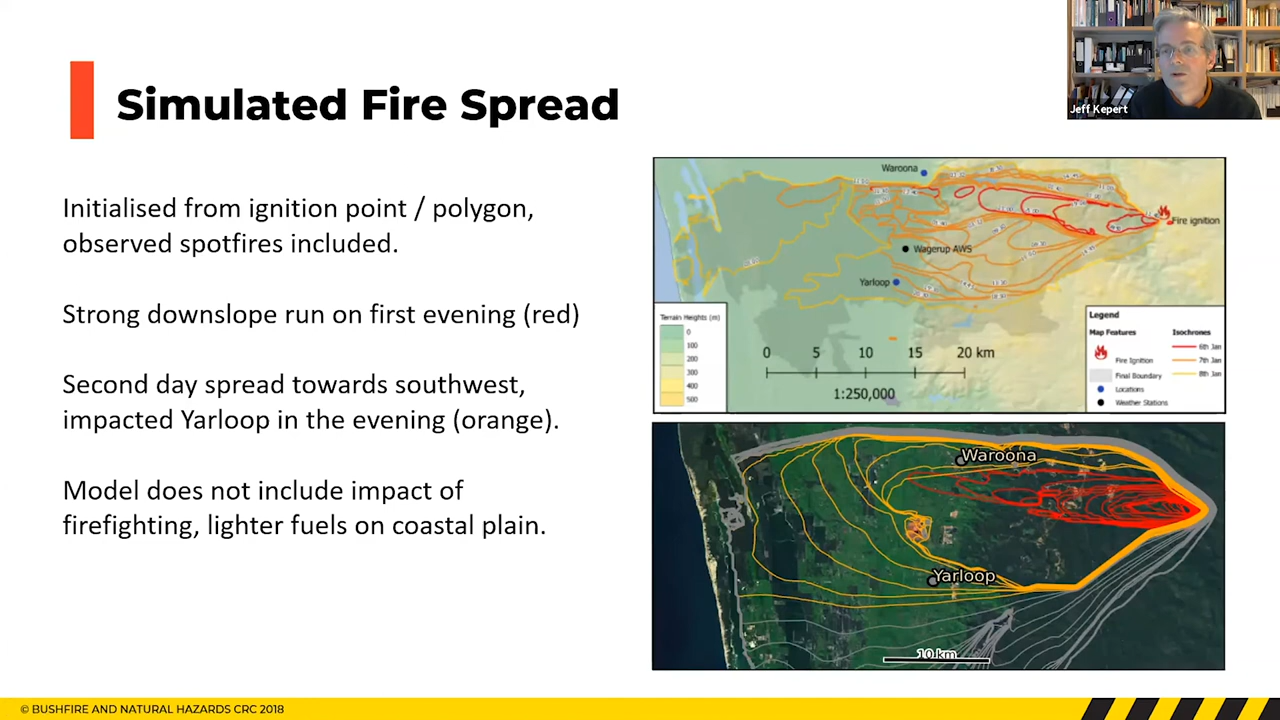 Jeff Kepert
Simulated Fire Spread
Initialised from ignition point / polygon,
observed spotfires included.
Strong downslope run on first evening (red)
Second day spread towards southwest,
impacted Yarloop in the evening (orange).
Model does not include impact of
firefighting, lighter fuels on coastal plain.
Waroona
Fire ignition
Wagerup AWS
Yarloop
Terrain Heights (m)
0
100
200
300
400
500
0 5 10 15 20 km
1:250,000
Legend
Map Features
Fire Ignition
Final Boundary
Locations
Weather Stations
Isochrones
6th Jan
7th Jan
8th Jan
Waroona
Yarloop
10 km
© BUSHFIRE AND NATURAL HAZARDS CRC 2018